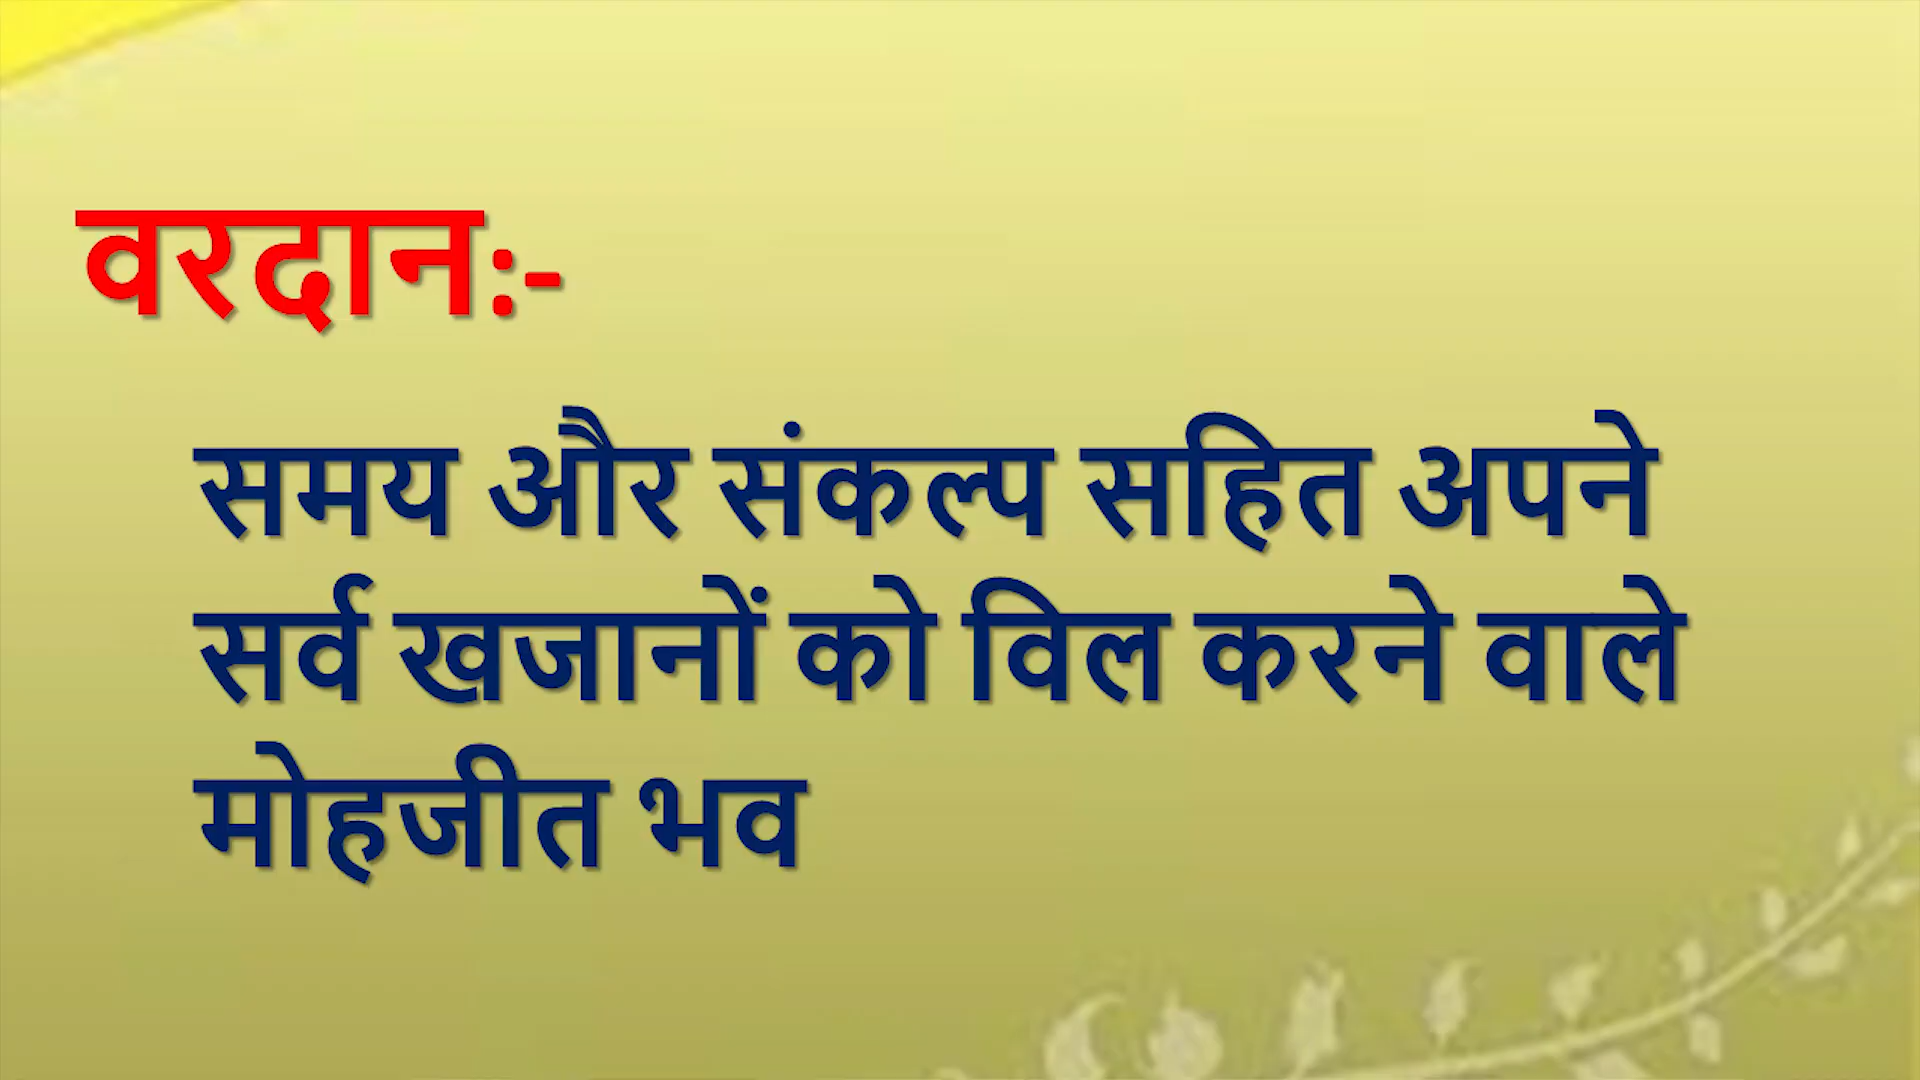 वरदान:-
समय और संकल्प सहित अपने
सर्व खजानों को विल करने वाले
मोहजीत भव